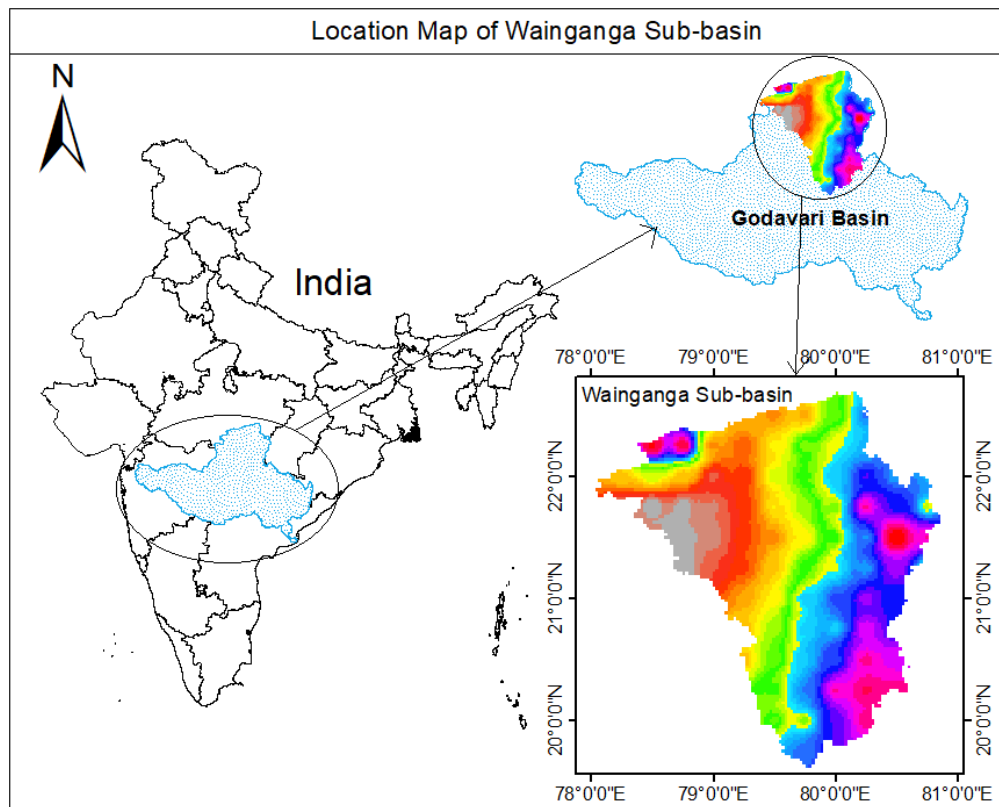 Location Map of Wainganga Sub-basin
N
India
Godavari Basin
78°0'0"E 79°0'0"E 80°0'0"E 81°0'0"E
Wainganga Sub-basin
22°0'0"N 22°0'0"N
21°0'0"N 21°0'0"N
20°0'0"N 20°0'0"N
78°0'0"E 79°0'0"E 80°0'0"E 81°0'0"E